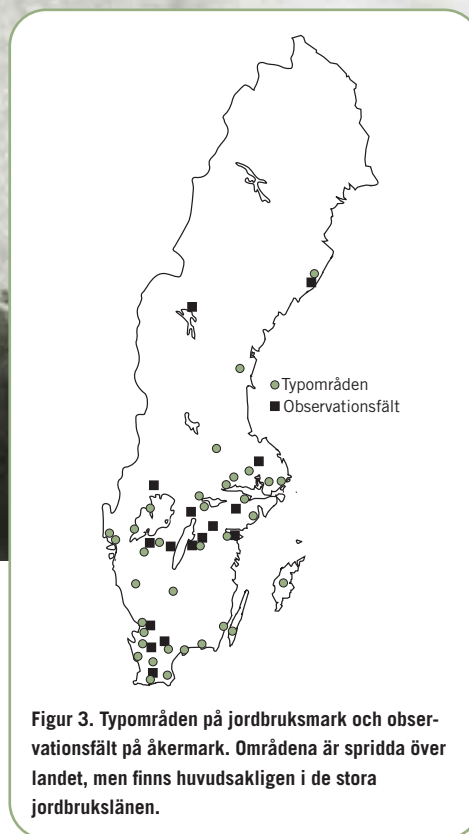 Typområden
Observationsfält
Figur 3. Typområden på jordbruksmark och obser-
vationsfält på åkermark. Områdena är spridda över
landet, men finns huvudsakligen i de stora
jordbrukslänen.